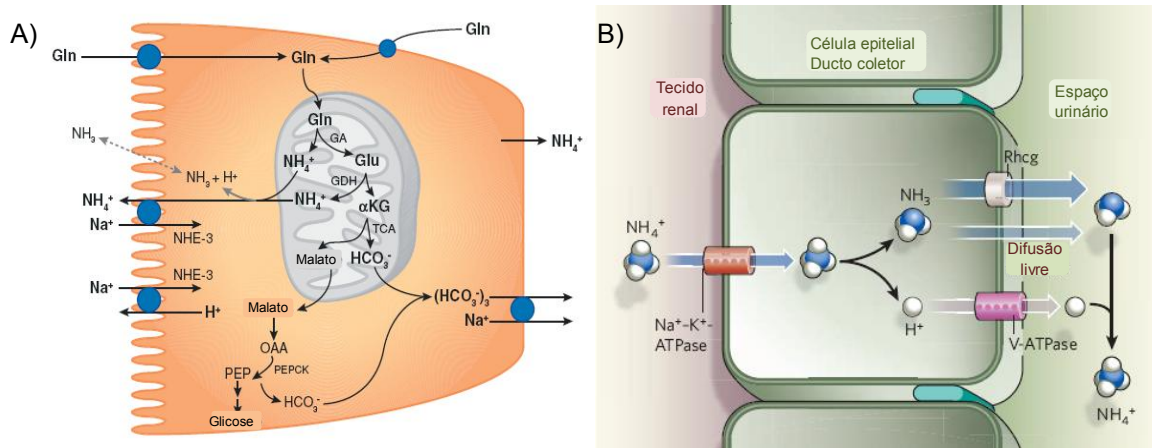 A)
Gln
Gln
Gln
Gln
GA
NH₄⁺
Glu
GDH
NH₄⁺
αKG
TCA
Malato
HCO₃⁻
NH₃
NH₃ + H⁺
NH₄⁺
Na⁺
NHE-3
NHE-3
Na⁺
H⁺
NH₄⁺
(HCO₃⁻)₃
Na⁺
Malato
OAA
PEPCK
PEP
HCO₃⁻
Glicose
B)
Célula epitelial
Ducto coletor
Tecido
renal
Espaço
urinário
Rhcg
NH₃
NH₄⁺
Difusão
livre
H⁺
Na⁺–K⁺-
ATPase
V-ATPase
NH₄⁺